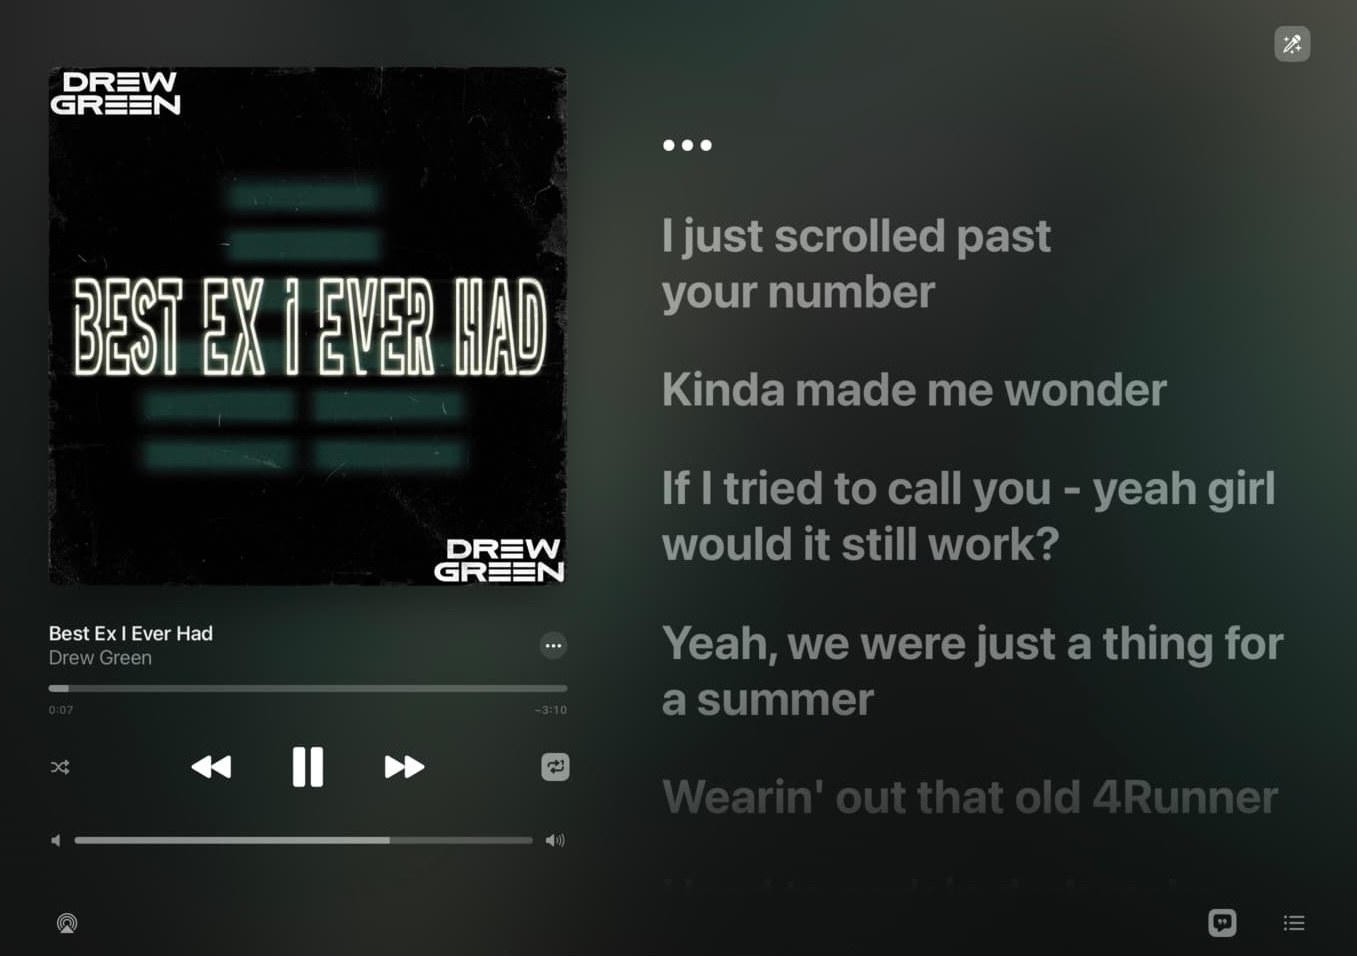 DREW
GREEN
BEST EX I EVER HAD
DREW
GREEN
Best Ex I Ever Had
Drew Green
0:07
-3:10
I just scrolled past
your number
Kinda made me wonder
If I tried to call you - yeah girl
would it still work?
Yeah, we were just a thing for
a summer
Wearin' out that old 4Runner